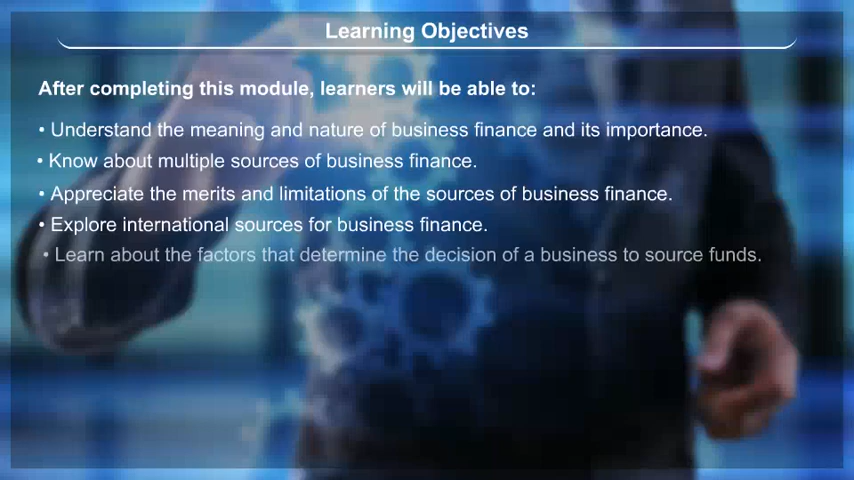 Learning Objectives
After completing this module, learners will be able to:
• Understand the meaning and nature of business finance and its importance.
• Know about multiple sources of business finance.
• Appreciate the merits and limitations of the sources of business finance.
• Explore international sources for business finance.
• Learn about the factors that determine the decision of a business to source funds.